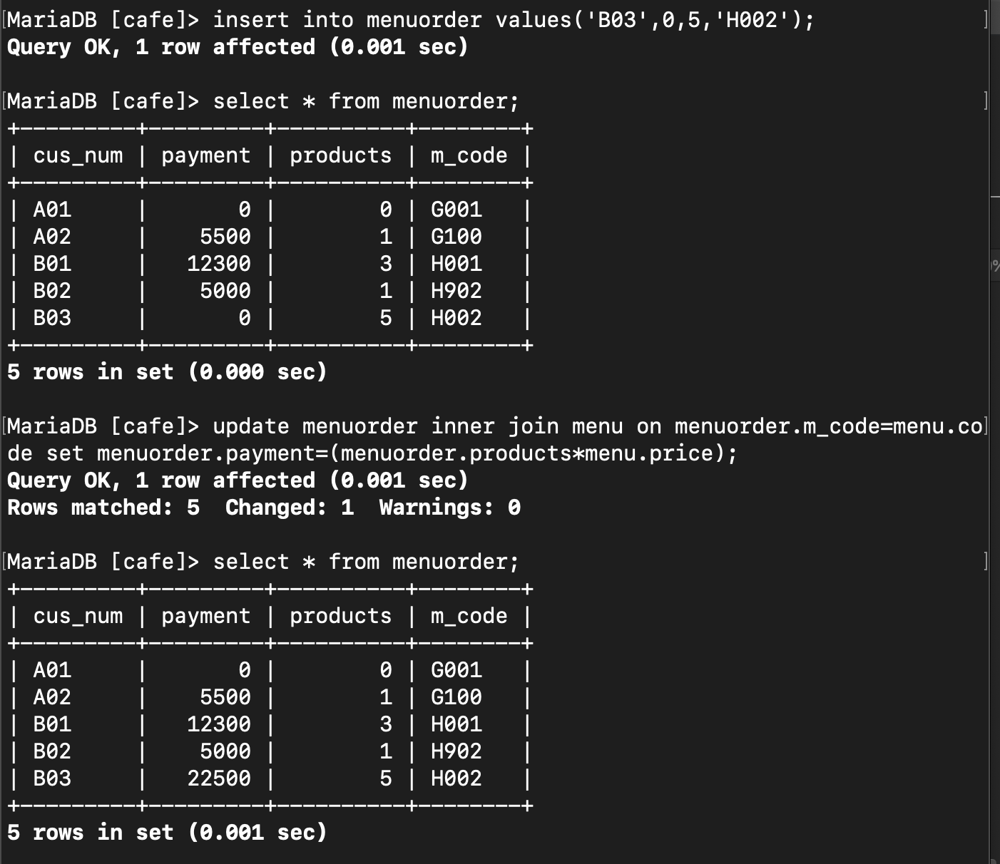 [MariaDB [cafe]> insert into menuorder values('B03',0,5,'H002'); ]
Query OK, 1 row affected (0.001 sec)
[MariaDB [cafe]> select * from menuorder; ]
+---------+---------+----------+--------+
| cus_num | payment | products | m_code |
+---------+---------+----------+--------+
| A01     |       0 |        0 | G001   |
| A02     |    5500 |        1 | G100   |
| B01     |   12300 |        3 | H001   |
| B02     |    5000 |        1 | H902   |
| B03     |       0 |        5 | H002   |
+---------+---------+----------+--------+
5 rows in set (0.000 sec)
[MariaDB [cafe]> update menuorder inner join menu on menuorder.m_code=menu.co]
de set menuorder.payment=(menuorder.products*menu.price);
Query OK, 1 row affected (0.001 sec)
Rows matched: 5  Changed: 1  Warnings: 0
[MariaDB [cafe]> select * from menuorder; ]
+---------+---------+----------+--------+
| cus_num | payment | products | m_code |
+---------+---------+----------+--------+
| A01     |       0 |        0 | G001   |
| A02     |    5500 |        1 | G100   |
| B01     |   12300 |        3 | H001   |
| B02     |    5000 |        1 | H902   |
| B03     |   22500 |        5 | H002   |
+---------+---------+----------+--------+
5 rows in set (0.001 sec)